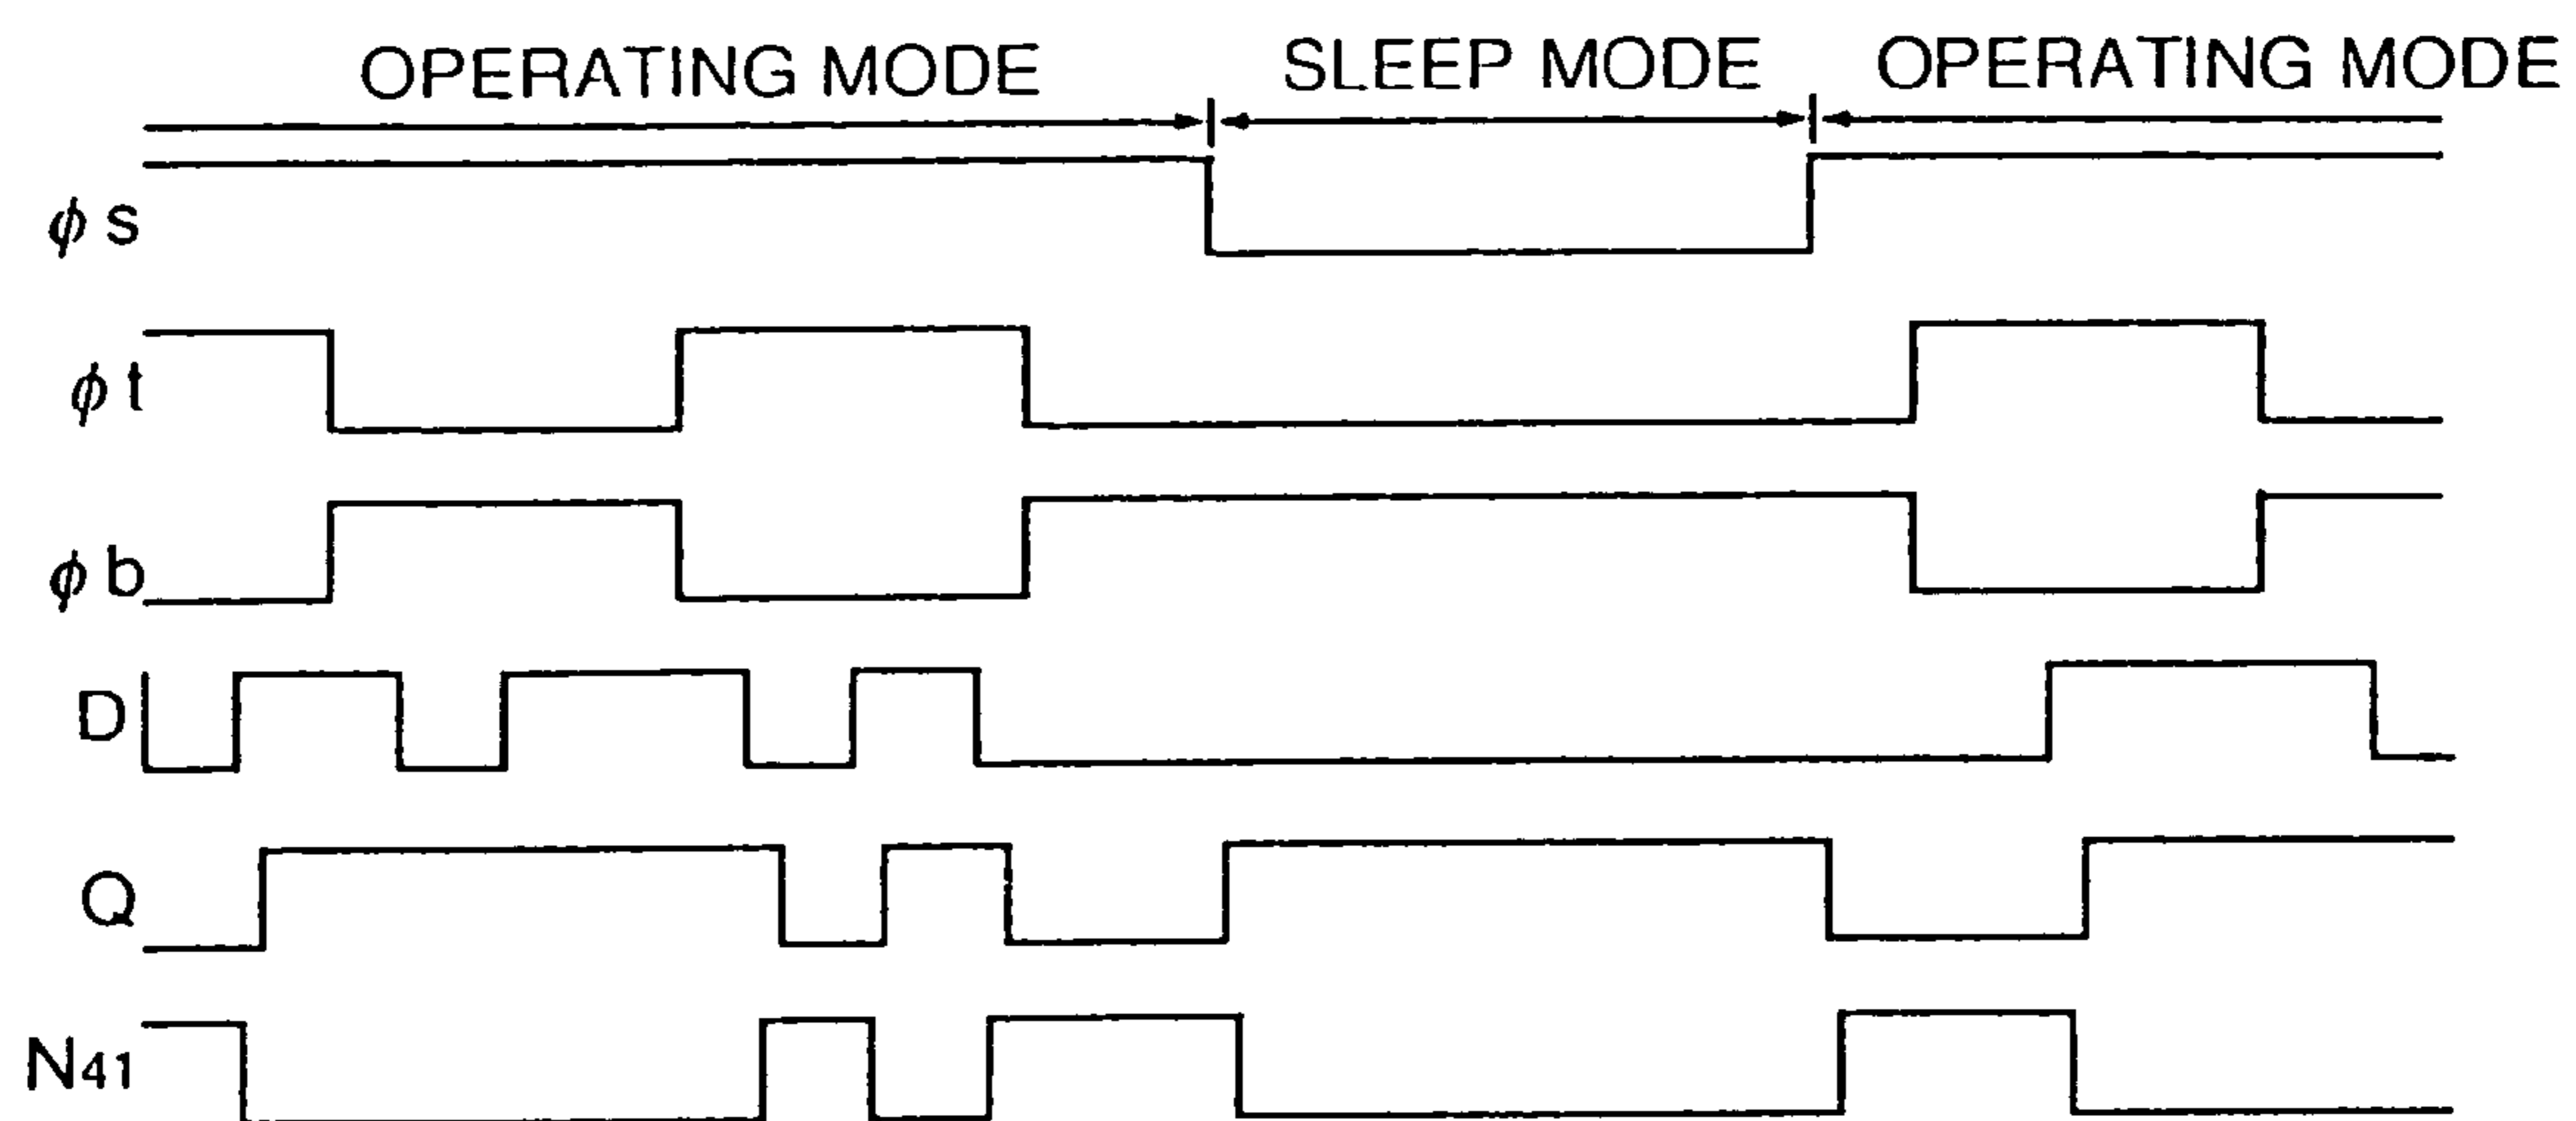 OPERATING MODE SLEEP MODE OPERATING MODE
ϕ s
ϕ t
ϕ b
D
Q
N41